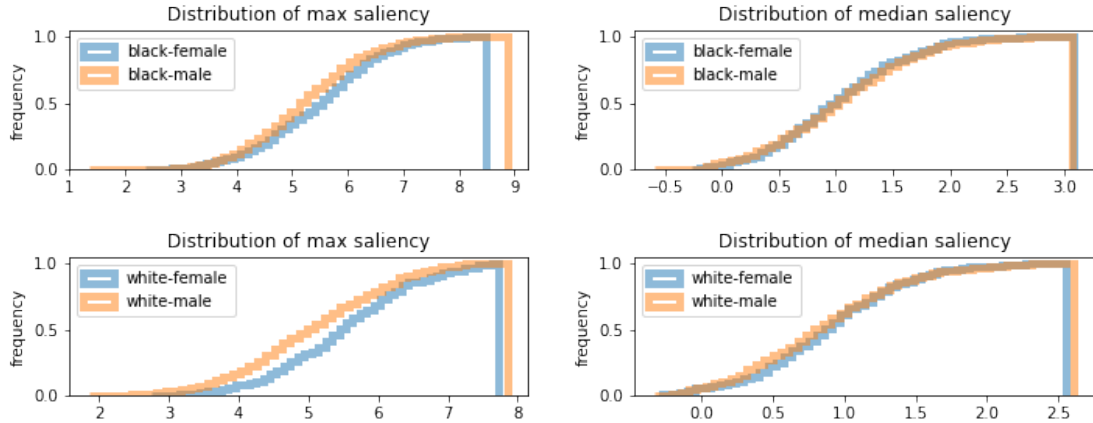 Distribution of max saliency
frequency
1.0
0.5
0.0
black-female
black-male
1 2 3 4 5 6 7 8 9
Distribution of median saliency
frequency
1.0
0.5
0.0
black-female
black-male
−0.5 0.0 0.5 1.0 1.5 2.0 2.5 3.0
Distribution of max saliency
frequency
1.0
0.5
0.0
white-female
white-male
2 3 4 5 6 7 8
Distribution of median saliency
frequency
1.0
0.5
0.0
white-female
white-male
0.0 0.5 1.0 1.5 2.0 2.5